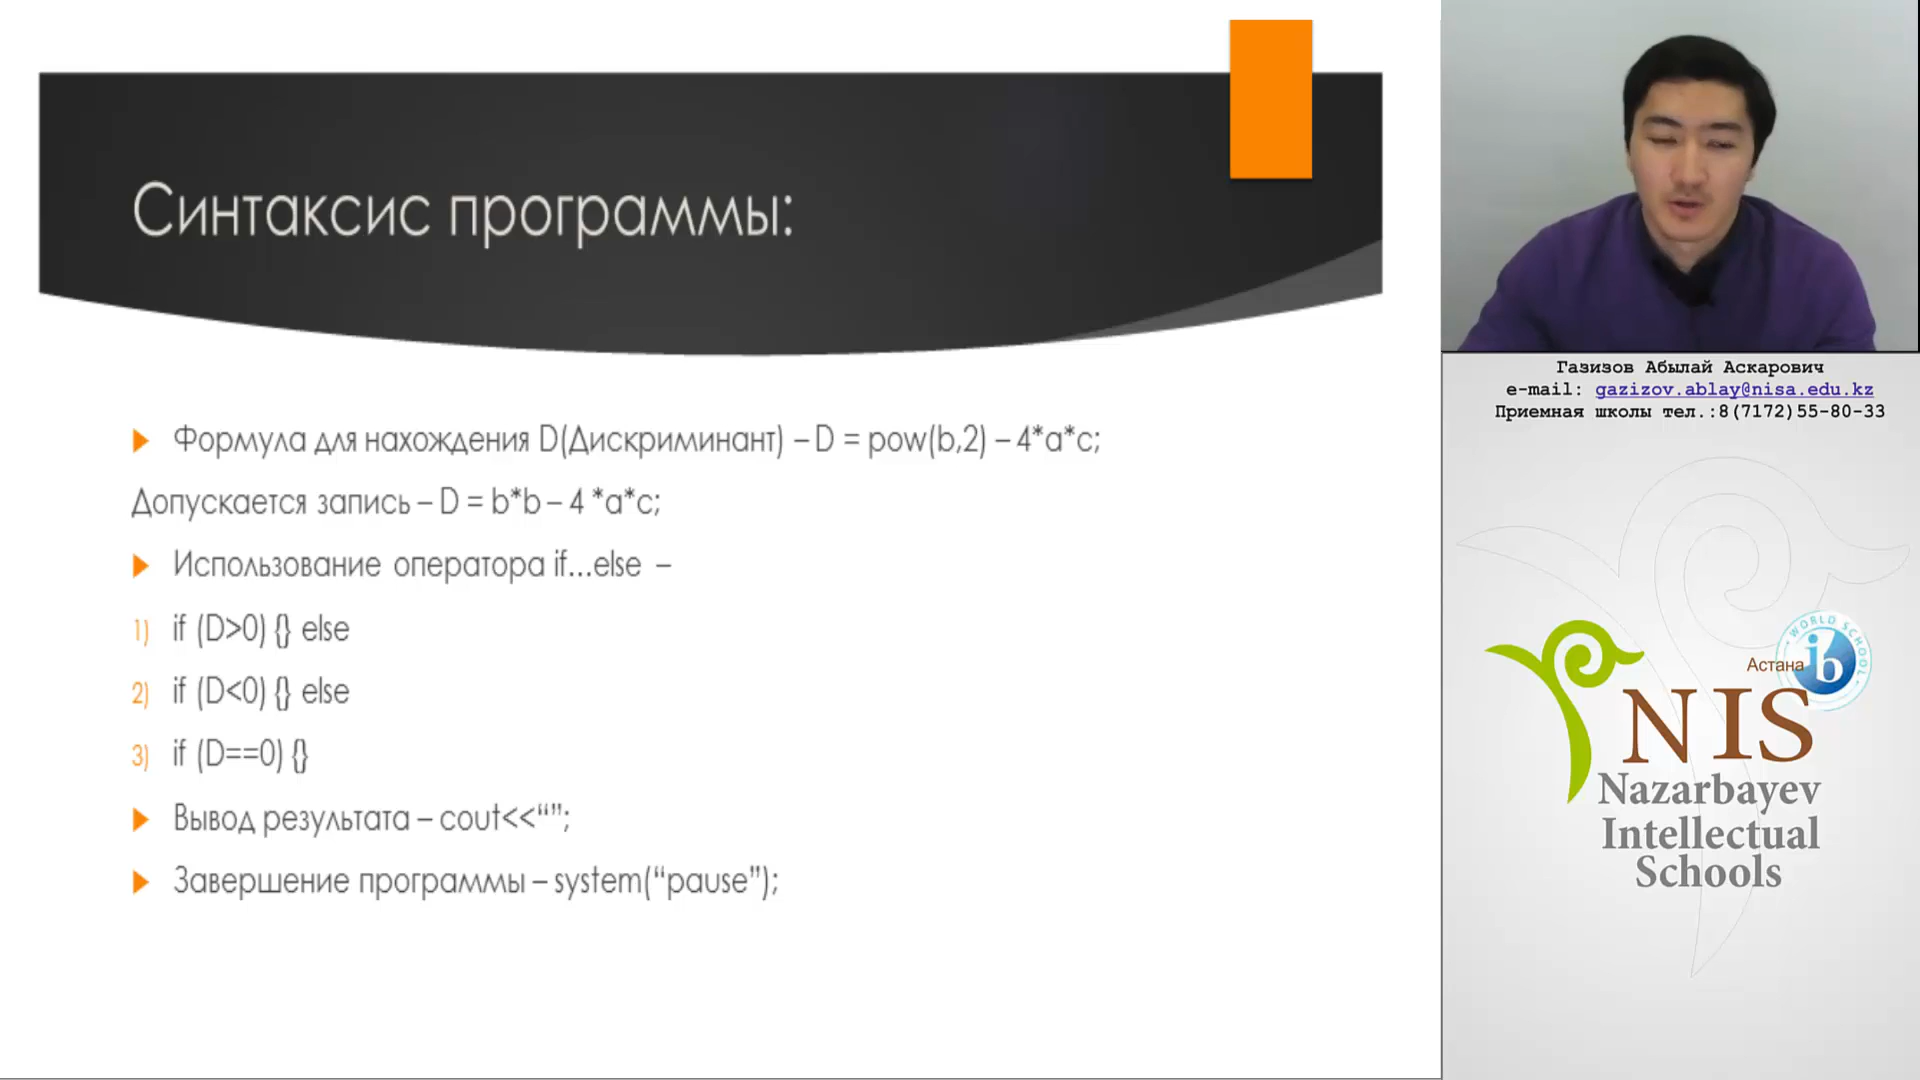 Синтаксис программы:
Формула для нахождения D(Дискриминант) – D = pow(b,2) – 4*a*c;
Допускается запись – D = b*b – 4 *a*c;
Использование оператора if...else –
1) if (D>0) {} else
2) if (D<0) {} else
3) if (D==0) {}
Вывод результата – cout<<“”;
Завершение программы – system(“pause”);
Газизов Абылай Аскарович
e-mail: gazizov.ablay@nisa.edu.kz
Приемная школы тел.:8(7172)55-80-33
WORLD SCHOOL
ib
Астана
NIS
Nazarbayev
Intellectual
Schools